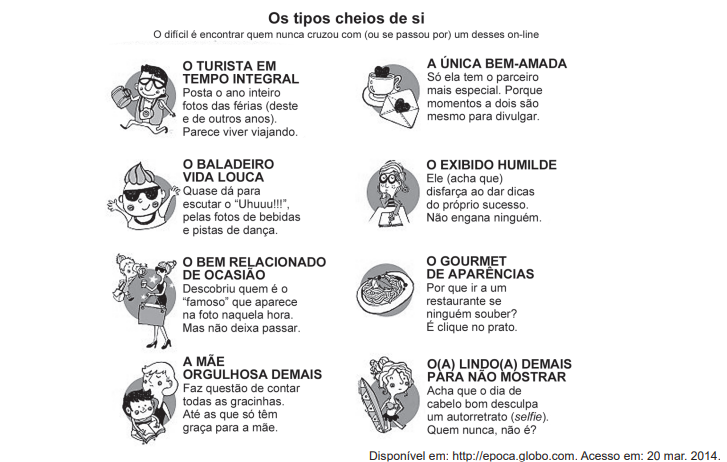 Os tipos cheios de si
O difícil é encontrar quem nunca cruzou com (ou se passou por) um desses on-line
O TURISTA EM
TEMPO INTEGRAL
Posta o ano inteiro
fotos das férias (deste
e de outros anos).
Parece viver viajando.
A ÚNICA BEM-AMADA
Só ela tem o parceiro
mais especial. Porque
momentos a dois são
mesmo para divulgar.
O BALADEIRO
VIDA LOUCA
Quase dá para
escutar o “Uhuuu!!!”,
pelas fotos de bebidas
e pistas de dança.
O EXIBIDO HUMILDE
Ele (acha que)
disfarça ao dar dicas
do próprio sucesso.
Não engana ninguém.
O BEM RELACIONADO
DE OCASIÃO
Descobriu quem é o
“famoso” que aparece
na foto naquela hora.
Mas não deixa passar.
O GOURMET
DE APARÊNCIAS
Por que ir a um
restaurante se
ninguém souber?
É clique no prato.
A MÃE
ORGULHOSA DEMAIS
Faz questão de contar
todas as gracinhas.
Até as que só têm
graça para a mãe.
O(A) LINDO(A) DEMAIS
PARA NÃO MOSTRAR
Acha que o dia de
cabelo bom desculpa
um autorretrato (selfie).
Quem nunca, não é?
Disponível em: http://epoca.globo.com. Acesso em: 20 mar. 2014.